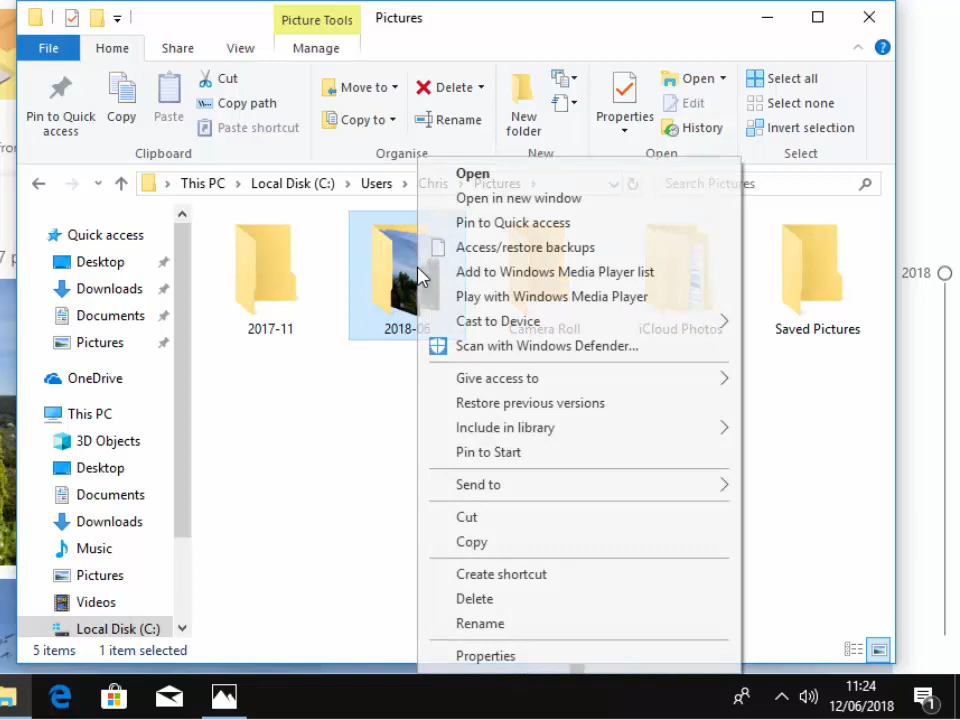 Picture Tools
Pictures
File
Home
Share
View
Manage
Pin to Quick access
Copy
Paste
Cut
Copy path
Paste shortcut
Clipboard
Move to
Copy to
Delete
Rename
Organise
New folder
New
Properties
Open
Edit
History
Open
Select all
Select none
Invert selection
Select
This PC > Local Disk (C:) > Users > Chris > Pictures >
Search Pictures
Quick access
Desktop
Downloads
Documents
Pictures
OneDrive
This PC
3D Objects
Desktop
Documents
Downloads
Music
Pictures
Videos
Local Disk (C:)
2017-11
2018-06
Camera Roll
iCloud Photos
Saved Pictures
Open
Open in new window
Pin to Quick access
Access/restore backups
Add to Windows Media Player list
Play with Windows Media Player
Cast to Device
Scan with Windows Defender...
Give access to
Restore previous versions
Include in library
Pin to Start
Send to
Cut
Copy
Create shortcut
Delete
Rename
Properties
5 items
1 item selected
2018
11:24
12/06/2018
1